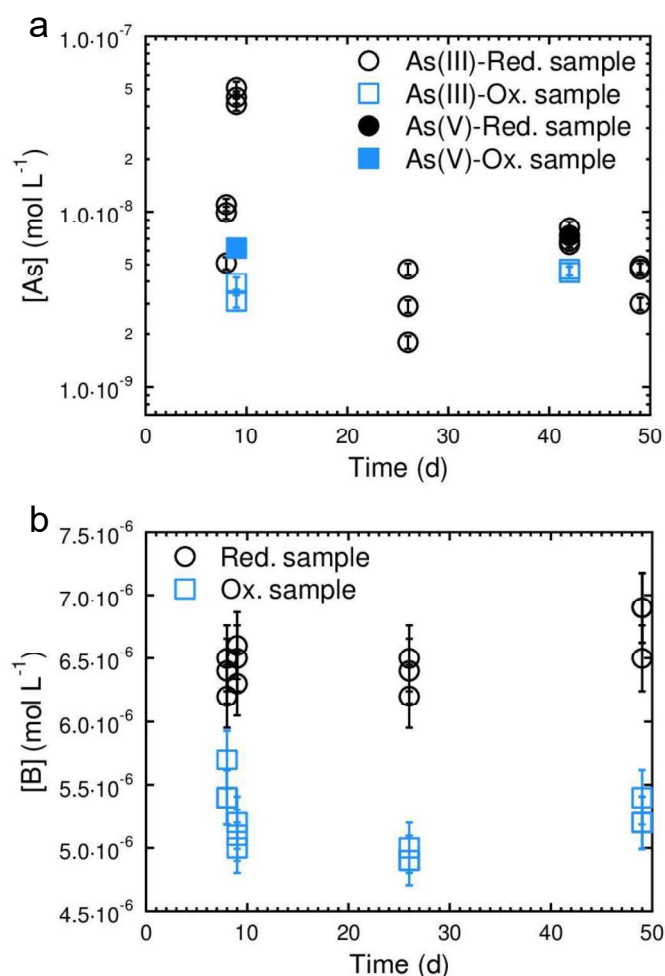 a
1.0·10⁻⁷
5
2
1.0·10⁻⁸
5
2
1.0·10⁻⁹
[As] (mol L⁻¹)
As(III)-Red. sample
As(III)-Ox. sample
As(V)-Red. sample
As(V)-Ox. sample
0 10 20 30 40 50
Time (d)
b
7.5·10⁻⁶
7.0·10⁻⁶
6.5·10⁻⁶
6.0·10⁻⁶
5.5·10⁻⁶
5.0·10⁻⁶
4.5·10⁻⁶
[B] (mol L⁻¹)
Red. sample
Ox. sample
0 10 20 30 40 50
Time (d)